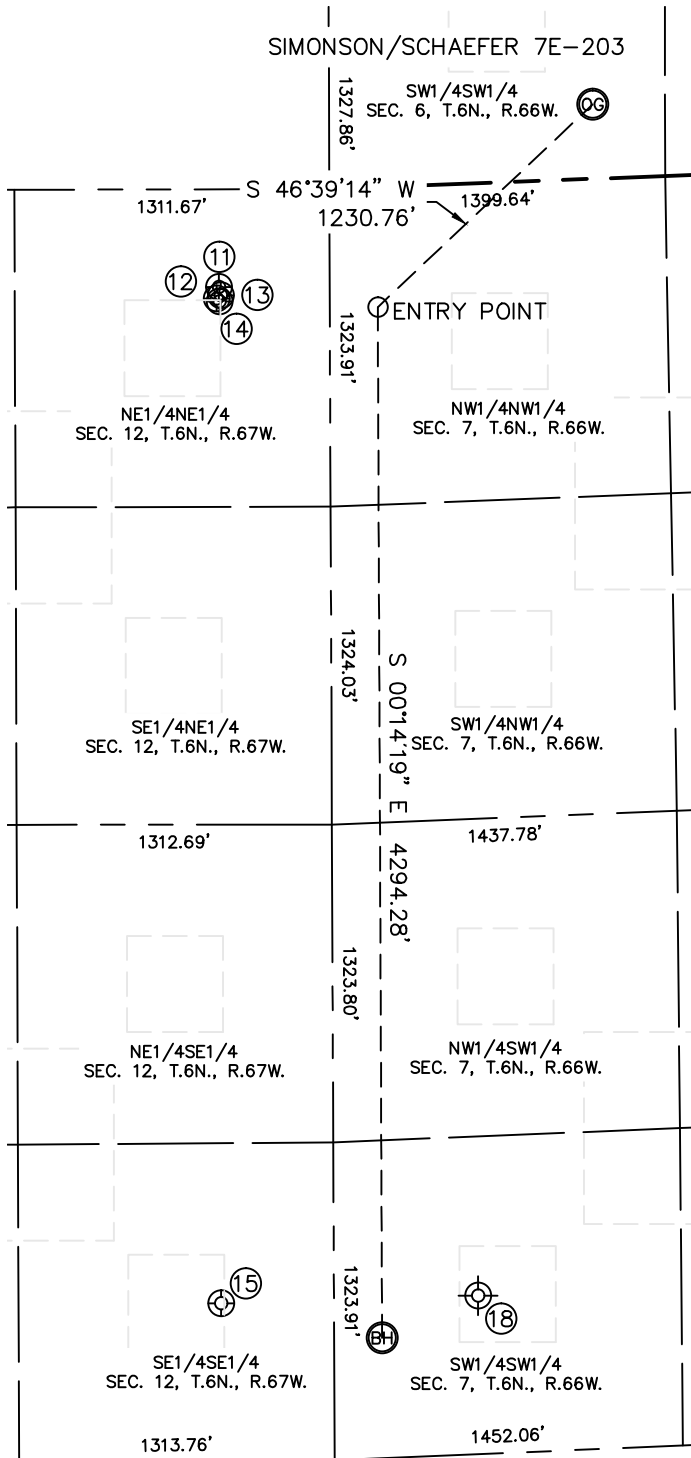 SIMONSON/SCHAEFER 7E-203
SW1/4SW1/4
SEC. 6, T.6N., R.66W.
OG
1327.86'
S 46°39'14" W
1230.76'
1311.67'
1399.64'
11
12
13
14
ENTRY POINT
1323.91'
NE1/4NE1/4
SEC. 12, T.6N., R.67W.
NW1/4NW1/4
SEC. 7, T.6N., R.66W.
1324.03'
S 00°14'19" E 4294.28'
SE1/4NE1/4
SEC. 12, T.6N., R.67W.
SW1/4NW1/4
SEC. 7, T.6N., R.66W.
1312.69'
1437.78'
1323.80'
NE1/4SE1/4
SEC. 12, T.6N., R.67W.
NW1/4SW1/4
SEC. 7, T.6N., R.66W.
15
1323.91'
BH
18
SE1/4SE1/4
SEC. 12, T.6N., R.67W.
SW1/4SW1/4
SEC. 7, T.6N., R.66W.
1313.76'
1452.06'